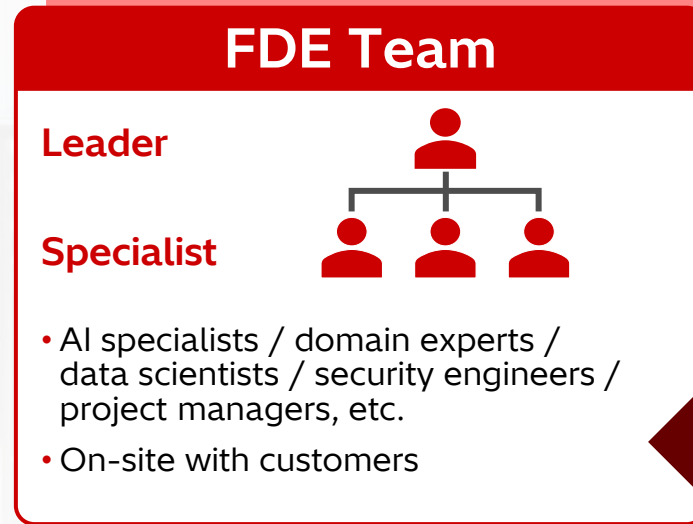 FDE Team
Leader
Specialist
• AI specialists / domain experts /
data scientists / security engineers /
project managers, etc.
• On-site with customers